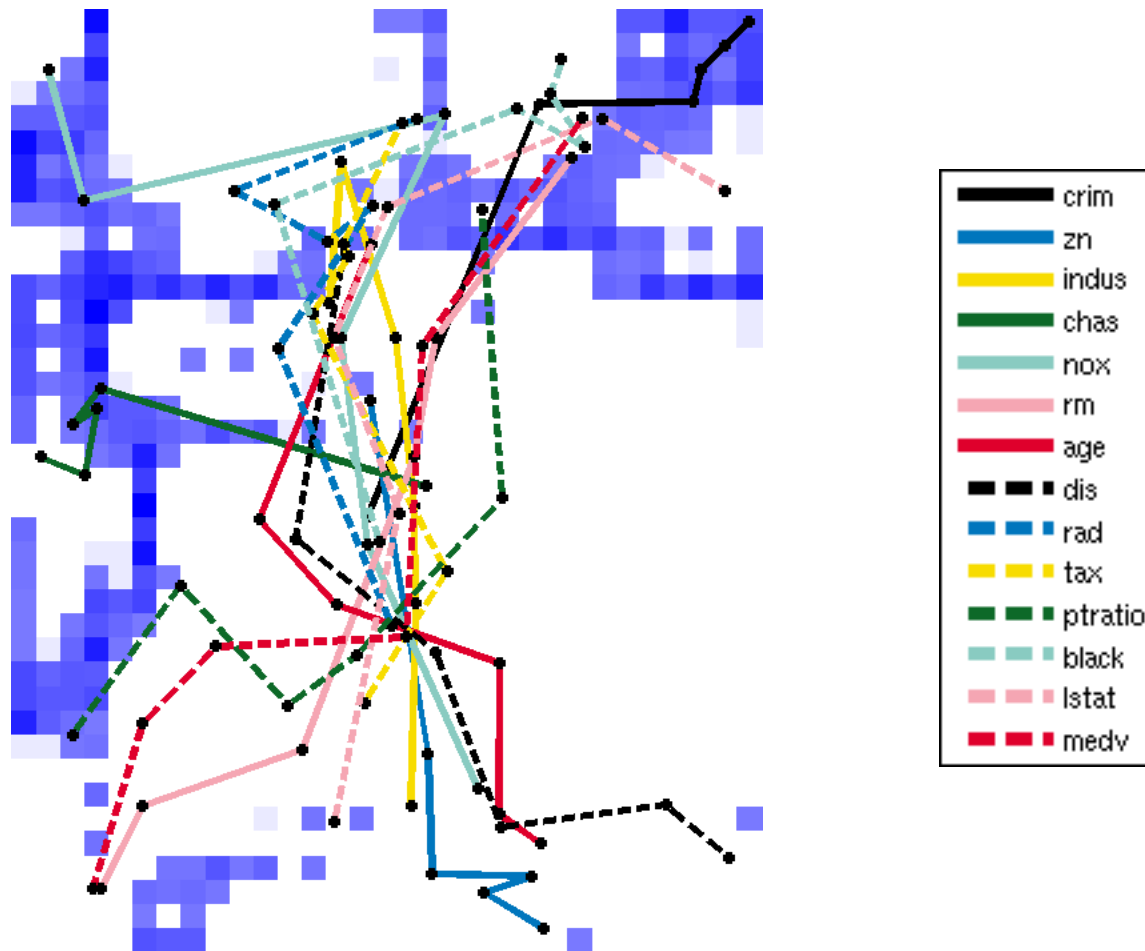 crim
zn
indus
chas
nox
rm
age
dis
rad
tax
ptratio
black
lstat
medv